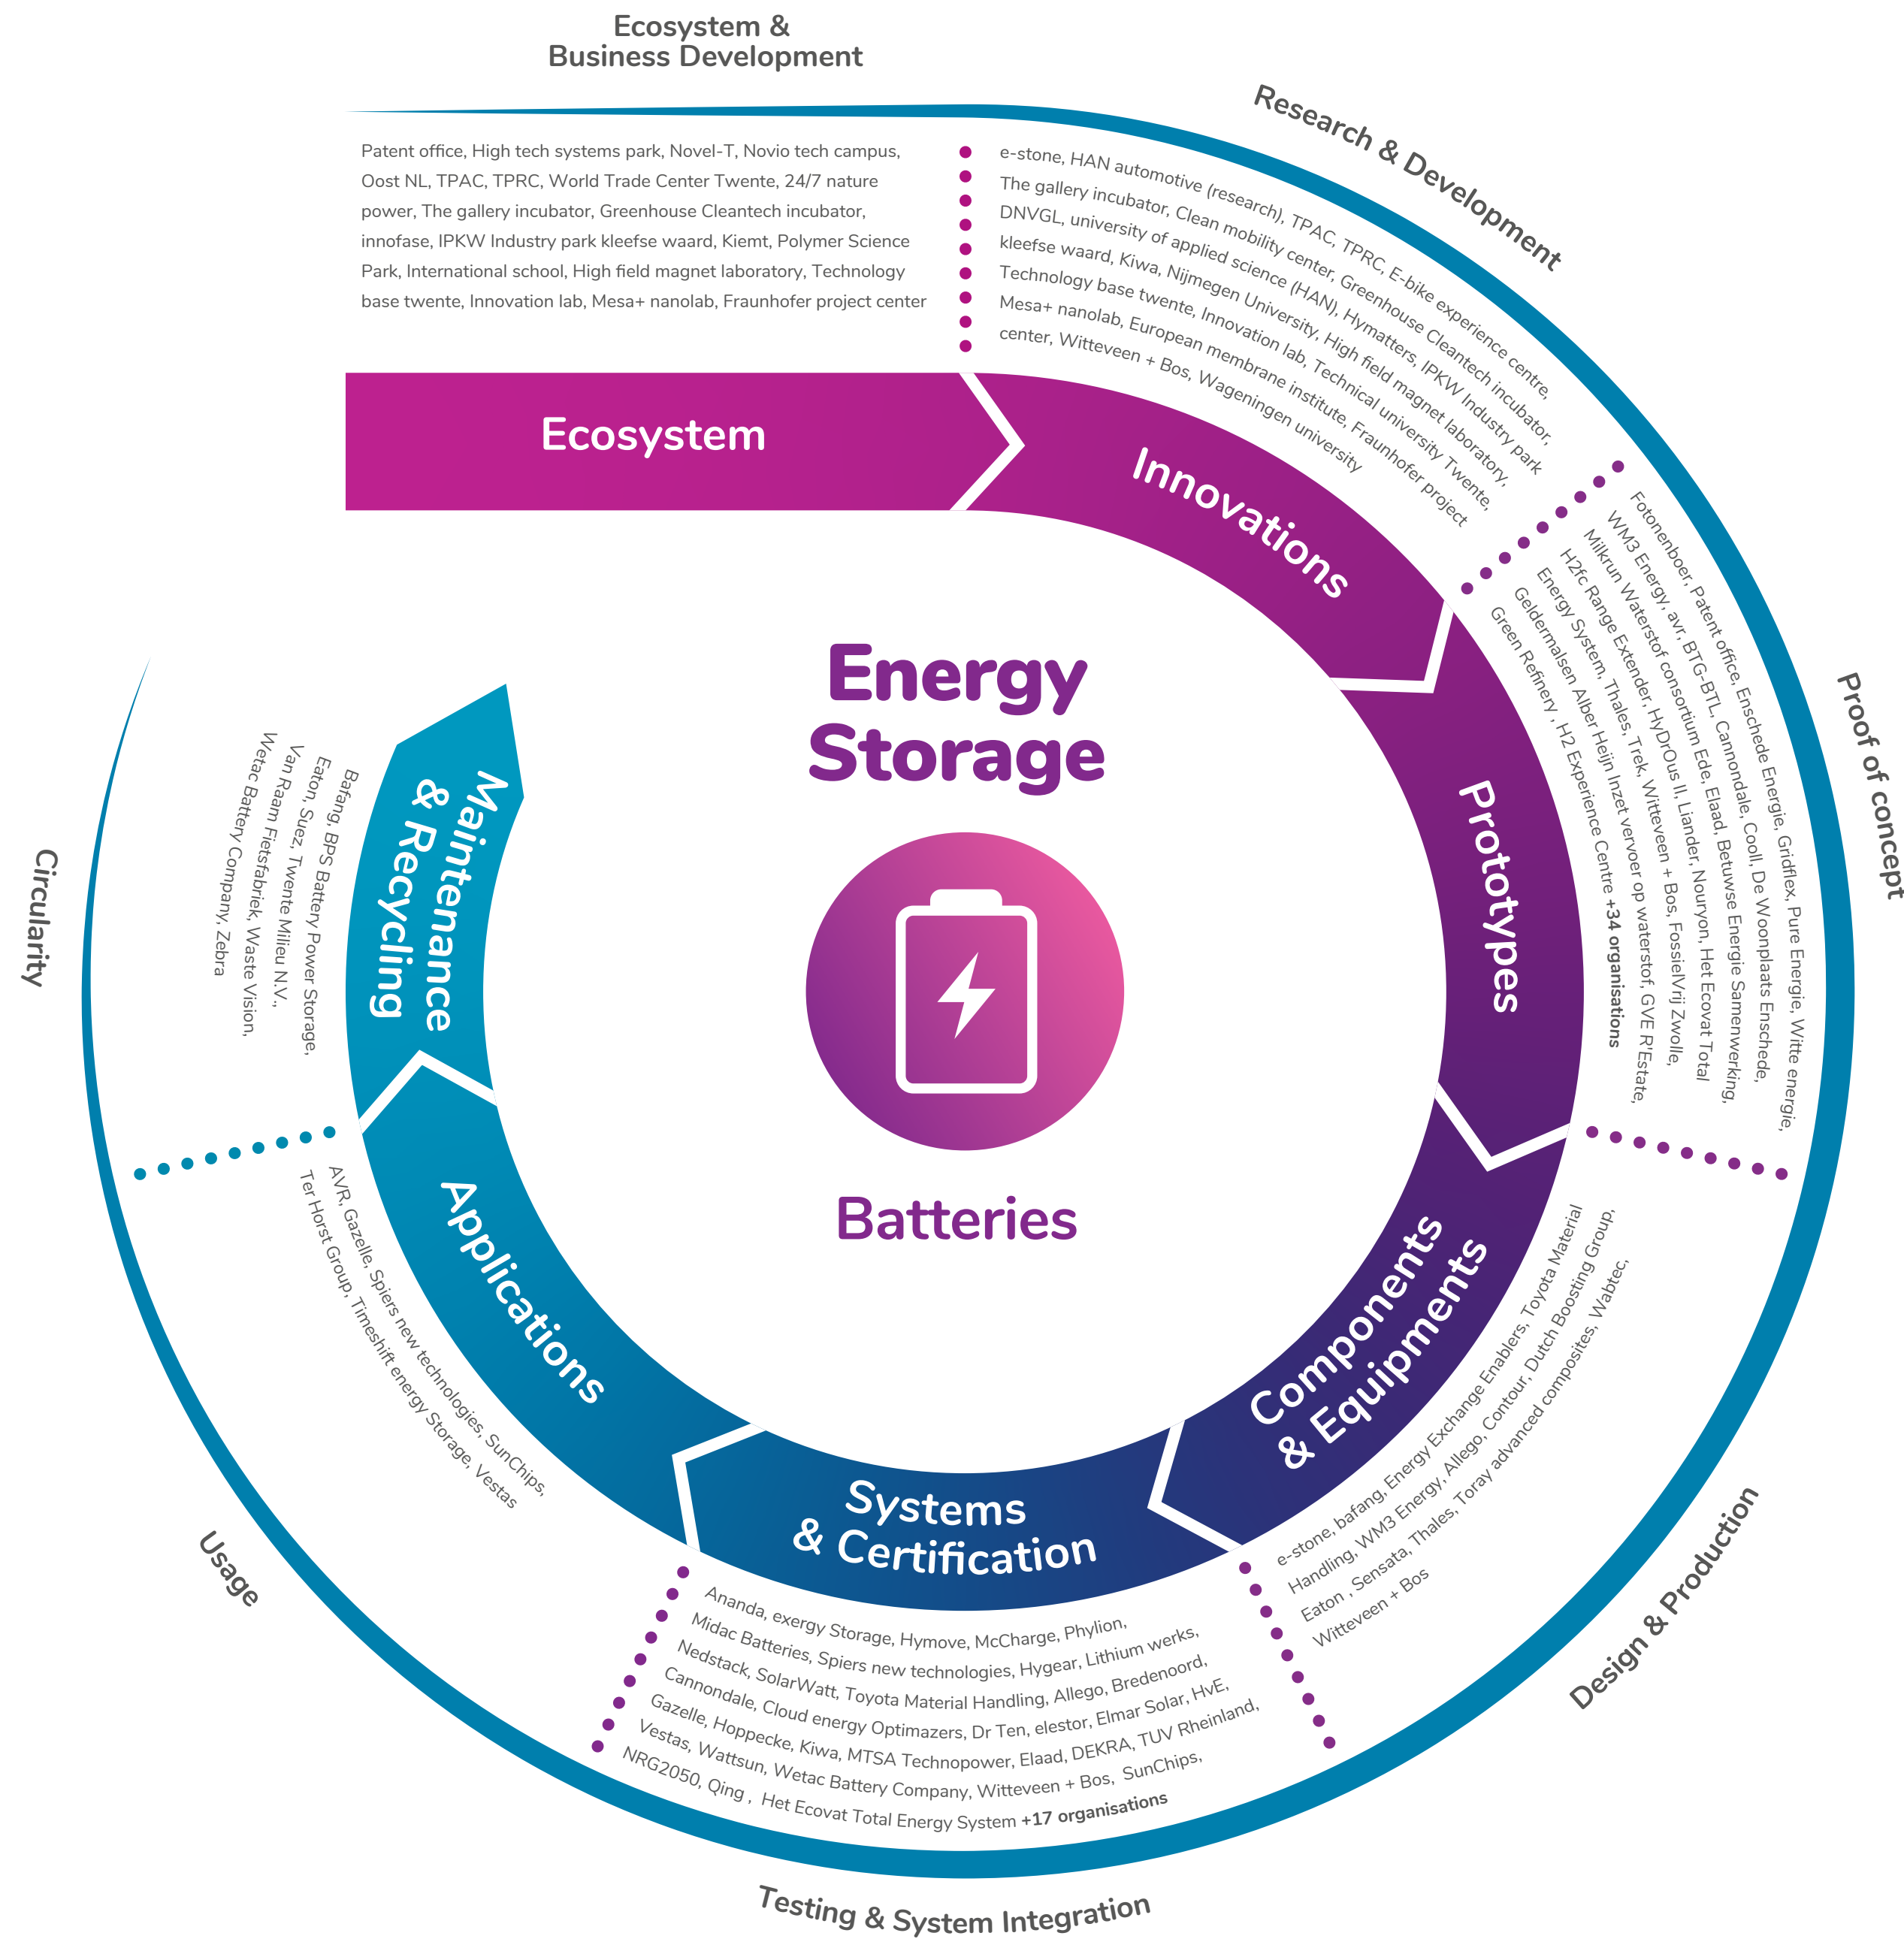 Ecosystem &
Business Development
Patent office, High tech systems park, Novel-T, Novio tech campus,
Oost NL, TPAC, TPRC, World Trade Center Twente, 24/7 nature
power, The gallery incubator, Greenhouse Cleantech incubator,
innofase, IPKW Industry park kleefse waard, Kiemt, Polymer Science
Park, International school, High field magnet laboratory, Technology
base twente, Innovation lab, Mesa+ nanolab, Fraunhofer project center
Ecosystem
Research & Development
e-stone, HAN automotive (research), TPAC, TPRC, E-bike experience centre,
The gallery incubator, Clean mobility center, Greenhouse Cleantech incubator,
DNVGL, university of applied science (HAN), Hymatters, IPKW Industry park
kleefse waard, Kiwa, Nijmegen University, High field magnet laboratory,
Technology base twente, Innovation lab, Technical university Twente,
Mesa+ nanolab, European membrane institute, Fraunhofer project
center, Witteveen + Bos, Wageningen university
Innovations
Proof of concept
Fotonenboer, Patent office, Enschede Energie, Gridflex, Pure Energie, Witte energie,
WM3 Energy, avr, BTG-BTL, Cannondale, Cooll, De Woonplaats Enschede,
Milkrun Waterstof consortium Ede, Elaad, Betuwse Energie Samenwerking,
H2fc Range Extender, HyDrOus II, Liander, Nouryon, Het Ecovat Total
Energy System, Thales, Trek, Witteveen + Bos, FossielVrij Zwolle,
Geldermalsen Alber Heijn Inzet vervoer op waterstof, GVE R'Estate,
Green Refinery , H2 Experience Centre +34 organisations
Prototypes
Design & Production
e-stone, bafang, Energy Exchange Enablers, Toyota Material
Handling, WM3 Energy, Allego, Contour, Dutch Boosting Group,
Eaton , Sensata, Thales, Toray advanced composites, Wabtec,
Witteveen + Bos
Components
& Equipments
Testing & System Integration
Ananda, exergy Storage, Hymove, McCharge, Phylion,
Midac Batteries, Spiers new technologies, Hygear, Lithium werks,
Nedstack, SolarWatt, Toyota Material Handling, Allego, Bredenoord,
Cannondale, Cloud energy Optimazers, Dr Ten, elestor, Elmar Solar, HvE,
Gazelle, Hoppecke, Kiwa, MTSA Technopower, Elaad, DEKRA, TUV Rheinland,
Vestas, Wattsun, Wetac Battery Company, Witteveen + Bos, SunChips,
NRG2050, Qing , Het Ecovat Total Energy System +17 organisations
Systems
& Certification
Usage
AVR, Gazelle, Spiers new technologies, SunChips,
Ter Horst Group, Timeshift energy Storage, Vestas
Applications
Circularity
Bafang, BPS Battery Power Storage,
Eaton, Suez, Twente Milieu N.V.,
Van Raam Fietsfabriek, Waste Vision,
Wetac Battery Company, Zebra
Maintenance
& Recycling
Energy
Storage
Batteries